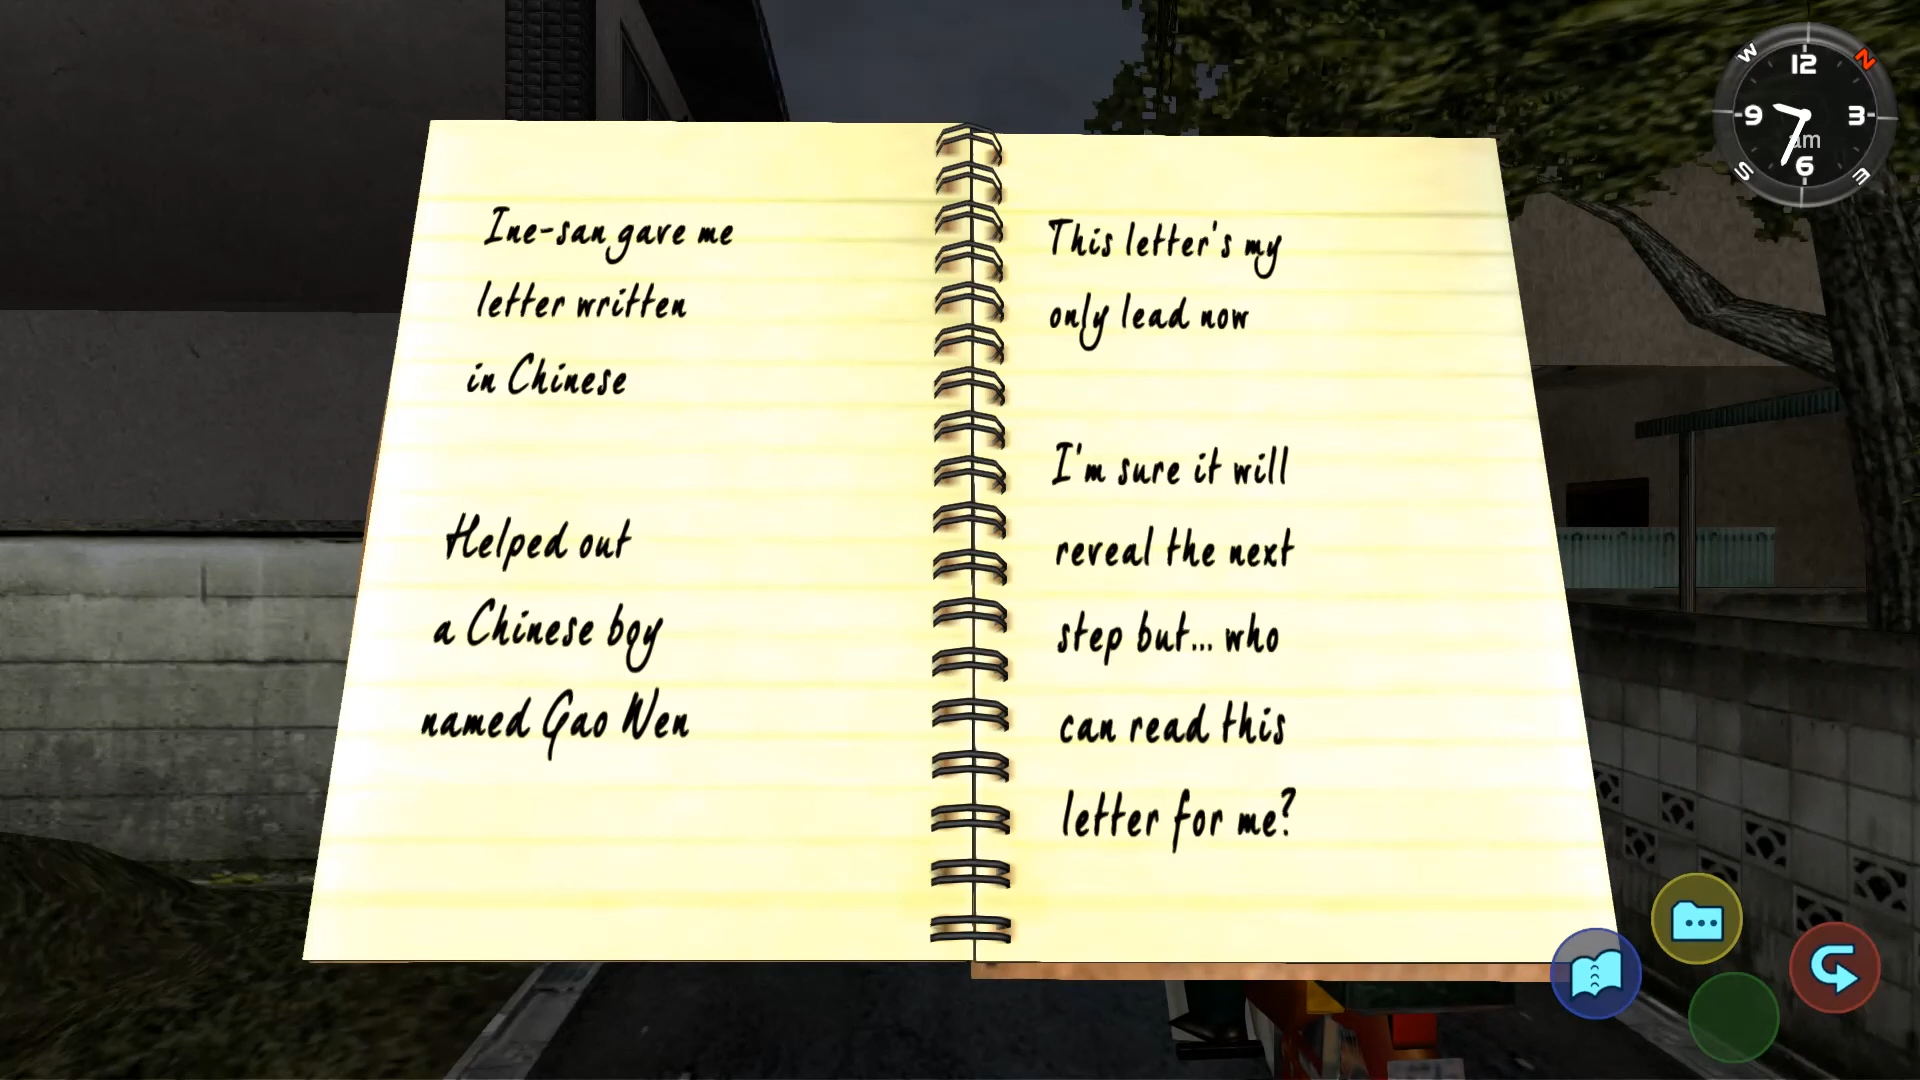 Ine-san gave me
letter written
in Chinese
Helped out
a Chinese boy
named Gao Wen
This letter's my
only lead now
I'm sure it will
reveal the next
step but... who
can read this
letter for me?
W
N
12
9
3
am
6
S
E